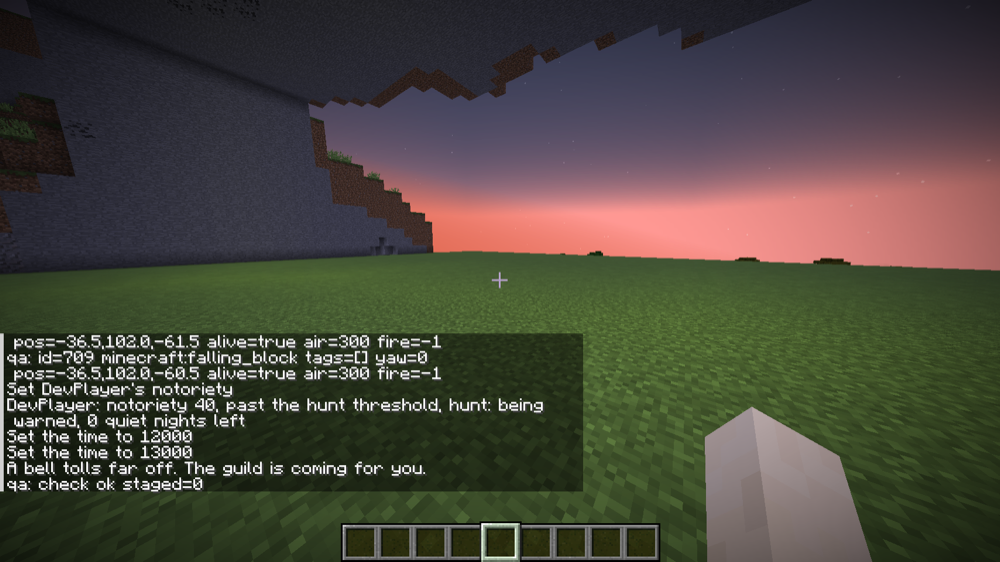 pos=-36.5,102.0,-61.5 alive=true air=300 fire=-1
qa: id=709 minecraft:falling_block tags=[] yaw=0
pos=-36.5,102.0,-60.5 alive=true air=300 fire=-1
Set DevPlayer's notoriety
DevPlayer: notoriety 40, past the hunt threshold, hunt: being
warned, 0 quiet nights left
Set the time to 12000
Set the time to 13000
A bell tolls far off. The guild is coming for you.
qa: check ok staged=0